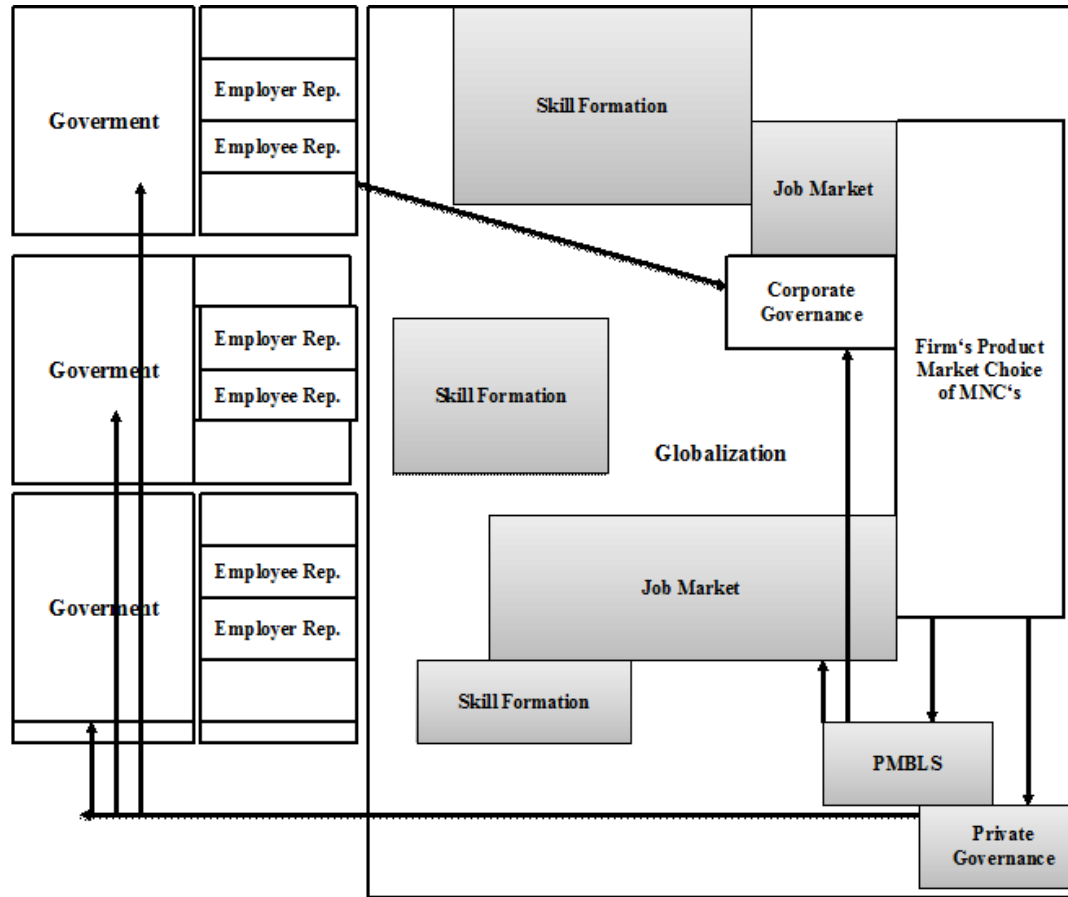 Goverment
Employer Rep.
Employee Rep.
Skill Formation
Job Market
Corporate
Governance
Goverment
Employer Rep.
Employee Rep.
Skill Formation
Firm‘s Product
Market Choice
of MNC‘s
Globalization
Goverment
Employee Rep.
Employer Rep.
Job Market
Skill Formation
PMBLS
Private
Governance